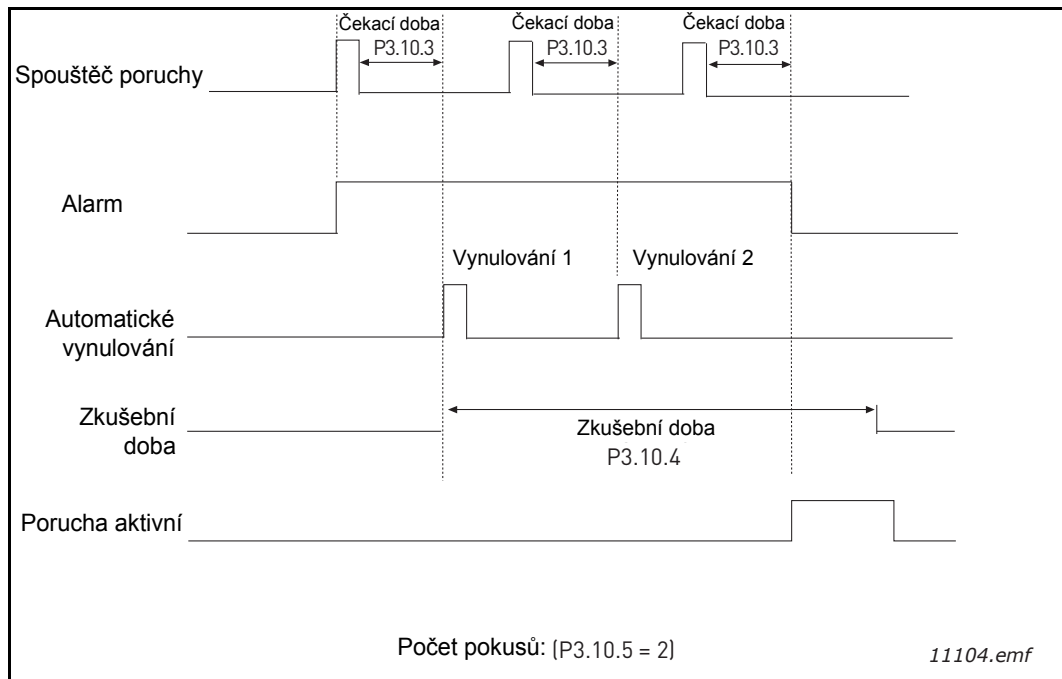 Čekací doba Čekací doba Čekací doba
P3.10.3 P3.10.3 P3.10.3
Spouštěč poruchy
Alarm
Vynulování 1 Vynulování 2
Automatické
vynulování
Zkušební
doba
Zkušební doba
P3.10.4
Porucha aktivní
Počet pokusů: (P3.10.5 = 2)
11104.emf